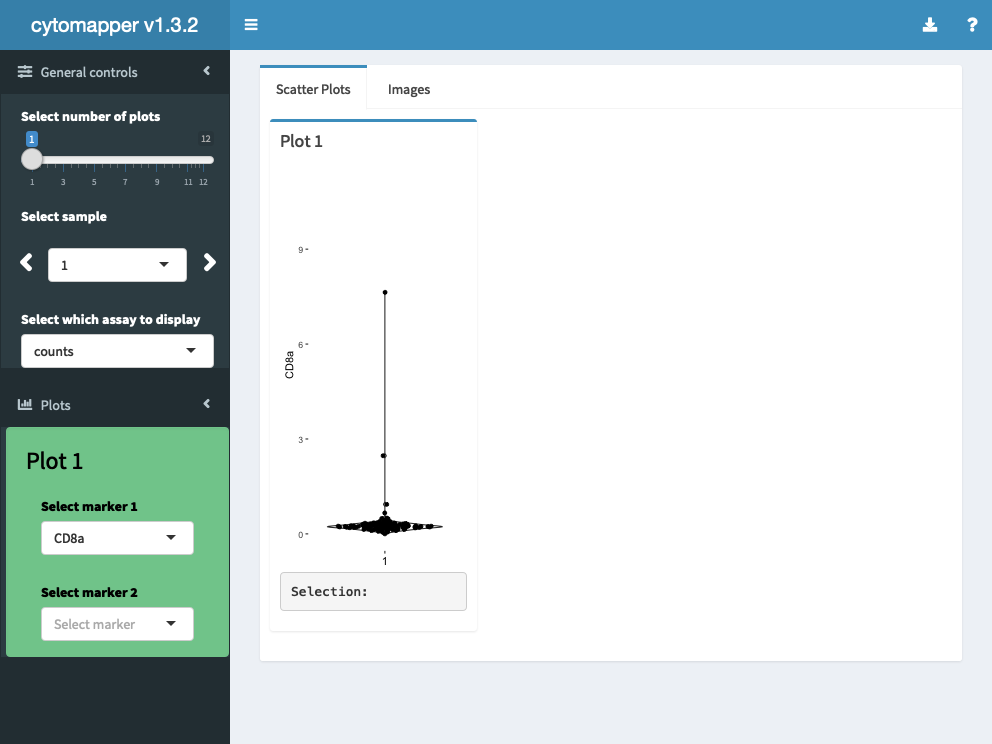 cytomapper v1.3.2
?
General controls
Select number of plots
1 12
1 3 5 7 9 11 12
Select sample
1
Select which assay to display
counts
Plots
Plot 1
Select marker 1
CD8a
Select marker 2
Select marker
Scatter Plots Images
Plot 1
9
6
CD8a
3
0
1
Selection: